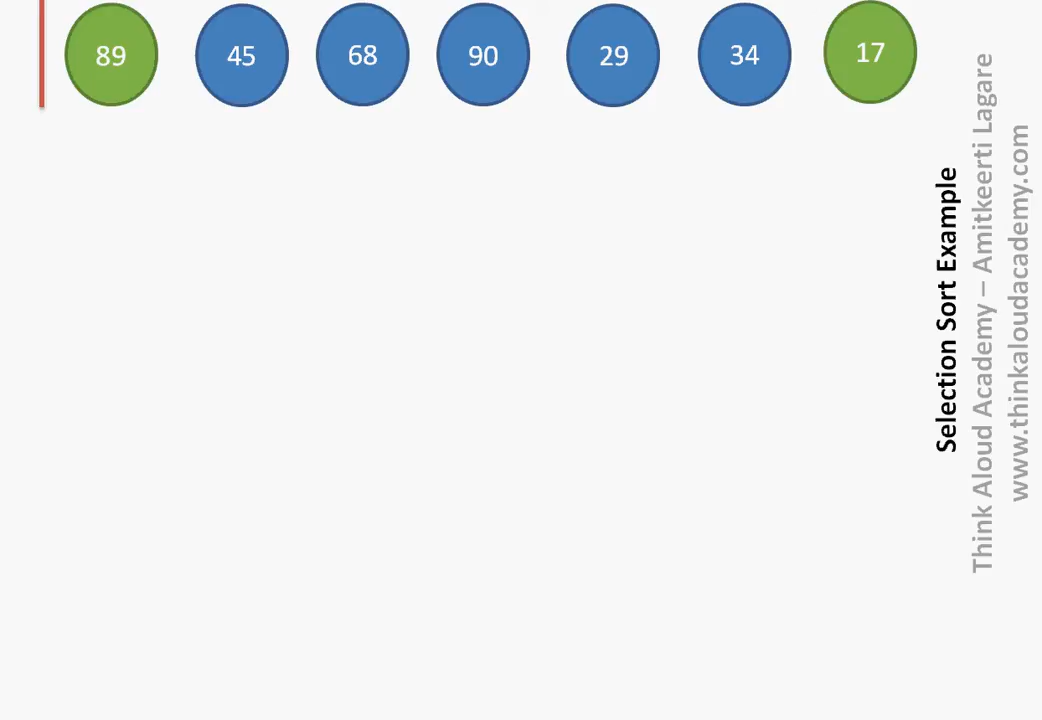 89 45 68 90 29 34 17
Selection Sort Example
Think Aloud Academy – Amitkeerti Lagare
www.thinkaloudacademy.com